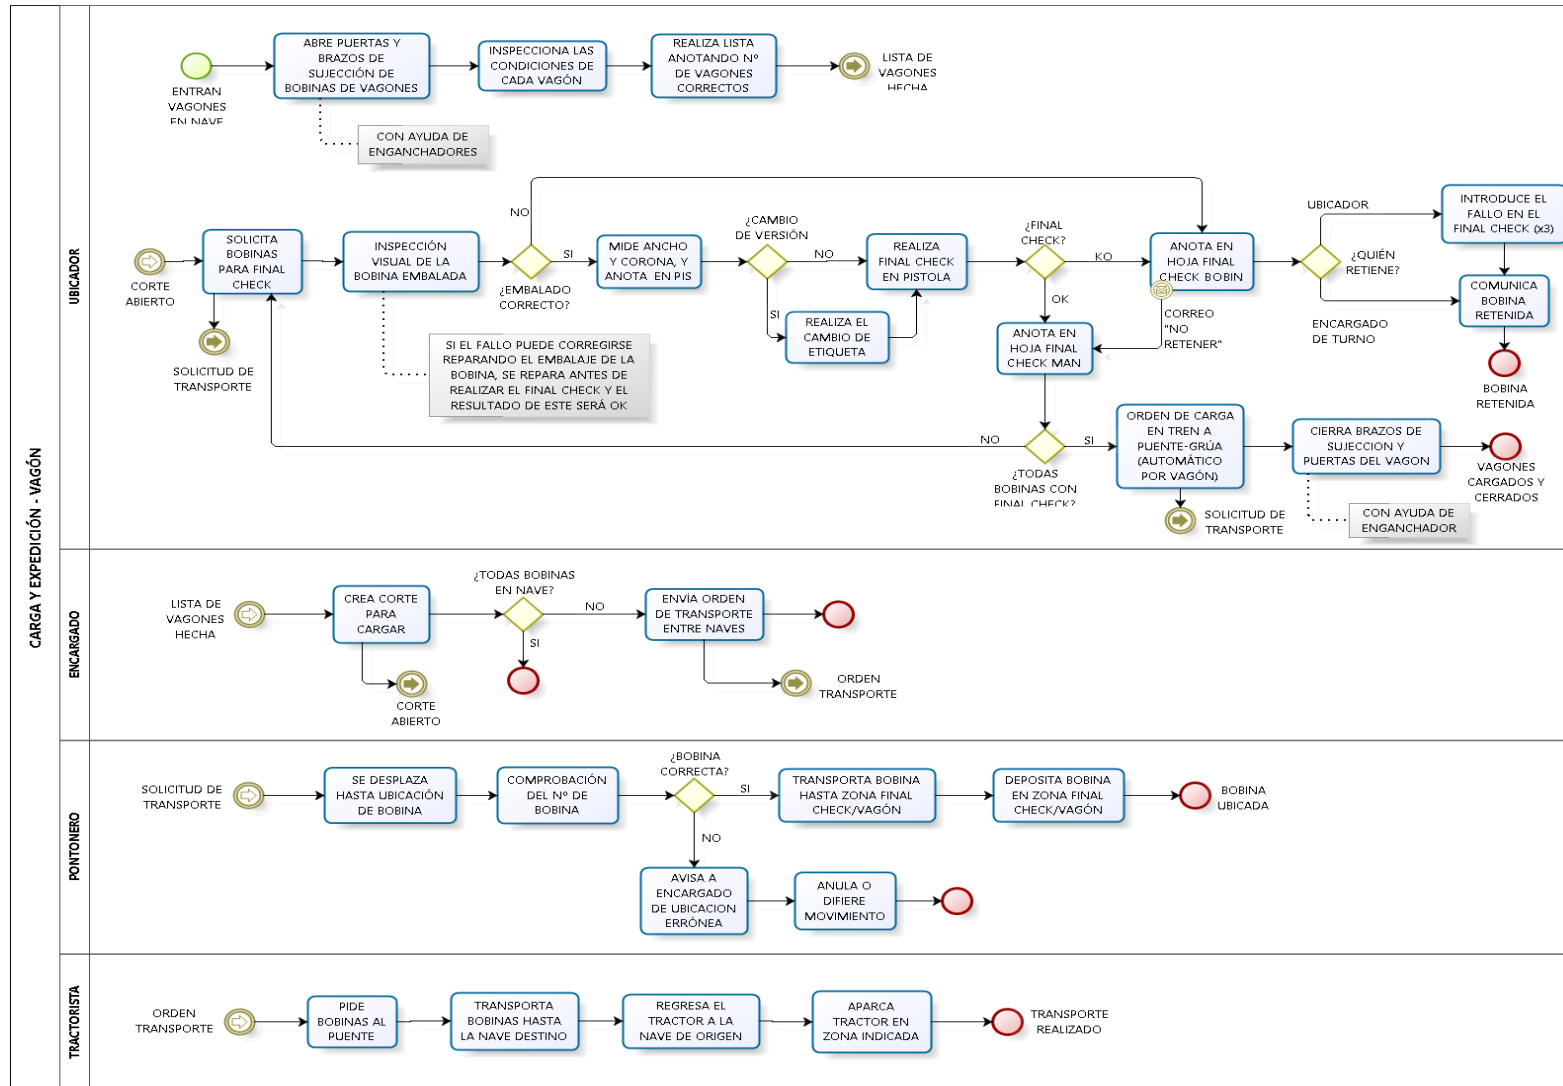 CARGA Y EXPEDICIÓN - VAGÓN
UBICADOR
ENTRAN
VAGONES
EN NAVE
ABRE PUERTAS Y
BRAZOS DE
SUJECCIÓN DE
BOBINAS DE VAGONES
INSPECCIONA LAS
CONDICIONES DE
CADA VAGÓN
REALIZA LISTA
ANOTANDO Nº
DE VAGONES
CORRECTOS
LISTA DE
VAGONES
HECHA
CON AYUDA DE
ENGANCHADORES
CORTE
ABIERTO
SOLICITA
BOBINAS
PARA FINAL
CHECK
SOLICITUD DE
TRANSPORTE
INSPECCIÓN
VISUAL DE LA
BOBINA EMBALADA
SI EL FALLO PUEDE CORREGIRSE
REPARANDO EL EMBALAJE DE LA
BOBINA, SE REPARA ANTES DE
REALIZAR EL FINAL CHECK Y EL
RESULTADO DE ESTE SERÁ OK
NO
SI
¿EMBALADO
CORRECTO?
MIDE ANCHO
Y CORONA, Y
ANOTA EN PIS
¿CAMBIO
DE VERSIÓN
NO
SI
REALIZA EL
CAMBIO DE
ETIQUETA
REALIZA
FINAL CHECK
EN PISTOLA
¿FINAL
CHECK?
KO
OK
ANOTA EN
HOJA FINAL
CHECK BOBIN
CORREO
"NO
RETENER"
ANOTA EN
HOJA FINAL
CHECK MAN
UBICADOR
¿QUIÉN
RETIENE?
ENCARGADO
DE TURNO
INTRODUCE EL
FALLO EN EL
FINAL CHECK (x3)
COMUNICA
BOBINA
RETENIDA
BOBINA
RETENIDA
NO
SI
¿TODAS
BOBINAS CON
FINAL CHECK?
ORDEN DE CARGA
EN TREN A
PUENTE-GRÚA
(AUTOMÁTICO
POR VAGÓN)
SOLICITUD DE
TRANSPORTE
CIERRA BRAZOS DE
SUJECCION Y
PUERTAS DEL VAGON
CON AYUDA DE
ENGANCHADOR
VAGONES
CARGADOS Y
CERRADOS
ENCARGADO
LISTA DE
VAGONES
HECHA
CREA CORTE
PARA
CARGAR
CORTE
ABIERTO
¿TODAS BOBINAS
EN NAVE?
NO
SI
ENVÍA ORDEN
DE TRANSPORTE
ENTRE NAVES
ORDEN
TRANSPORTE
PONTONERO
SOLICITUD DE
TRANSPORTE
SE DESPLAZA
HASTA UBICACIÓN
DE BOBINA
COMPROBACIÓN
DEL Nº DE
BOBINA
¿BOBINA
CORRECTA?
SI
NO
TRANSPORTA BOBINA
HASTA ZONA FINAL
CHECK/VAGÓN
DEPOSITA BOBINA
EN ZONA FINAL
CHECK/VAGÓN
BOBINA
UBICADA
AVISA A
ENCARGADO
DE UBICACION
ERRÓNEA
ANULA O
DIFIERE
MOVIMIENTO
TRACTORISTA
ORDEN
TRANSPORTE
PIDE
BOBINAS AL
PUENTE
TRANSPORTA
BOBINAS HASTA
LA NAVE DESTINO
REGRESA EL
TRACTOR A LA
NAVE DE ORIGEN
APARCA
TRACTOR EN
ZONA INDICADA
TRANSPORTE
REALIZADO